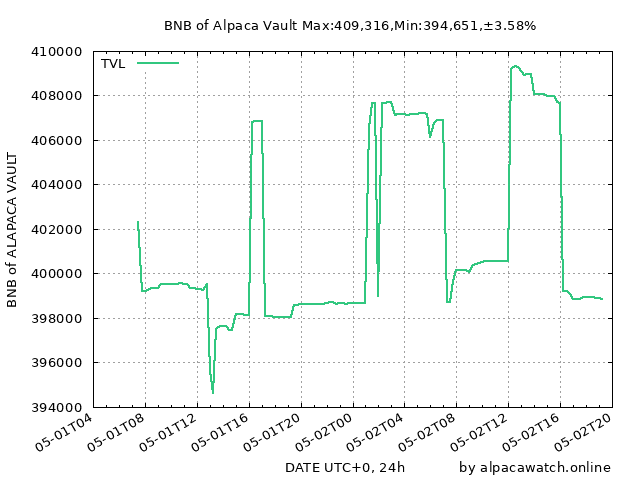 BNB of Alpaca Vault Max:409,316,Min:394,651,±3.58%
TVL
410000
408000
406000
404000
402000
400000
398000
396000
394000
BNB of ALAPACA VAULT
05-01T04
05-01T08
05-01T12
05-01T16
05-01T20
05-02T00
05-02T04
05-02T08
05-02T12
05-02T16
05-02T20
DATE UTC+0, 24h
by alpacawatch.online